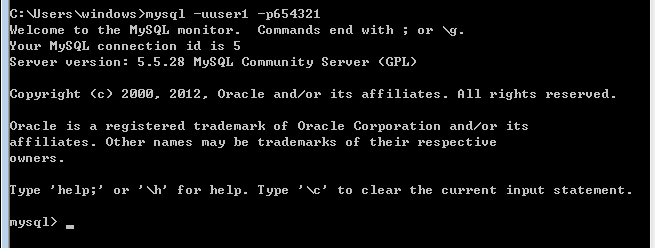 C:\Users\windows>mysql -uuser1 -p654321
Welcome to the MySQL monitor.  Commands end with ; or \g.
Your MySQL connection id is 5
Server version: 5.5.28 MySQL Community Server (GPL)
Copyright (c) 2000, 2012, Oracle and/or its affiliates. All rights reserved.
Oracle is a registered trademark of Oracle Corporation and/or its
affiliates. Other names may be trademarks of their respective
owners.
Type 'help;' or '\h' for help. Type '\c' to clear the current input statement.
mysql> _